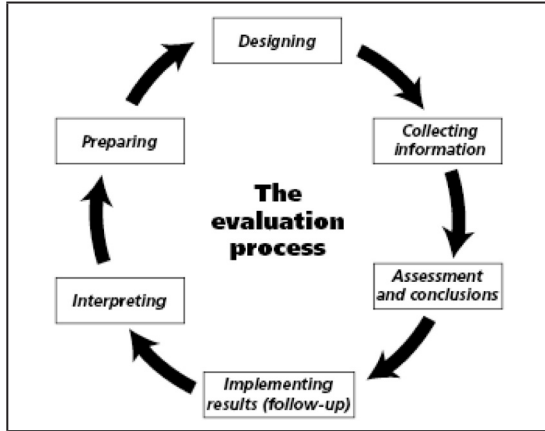 Designing
Preparing
Collecting
information
The
evaluation
process
Interpreting
Assessment
and conclusions
Implementing
results (follow-up)